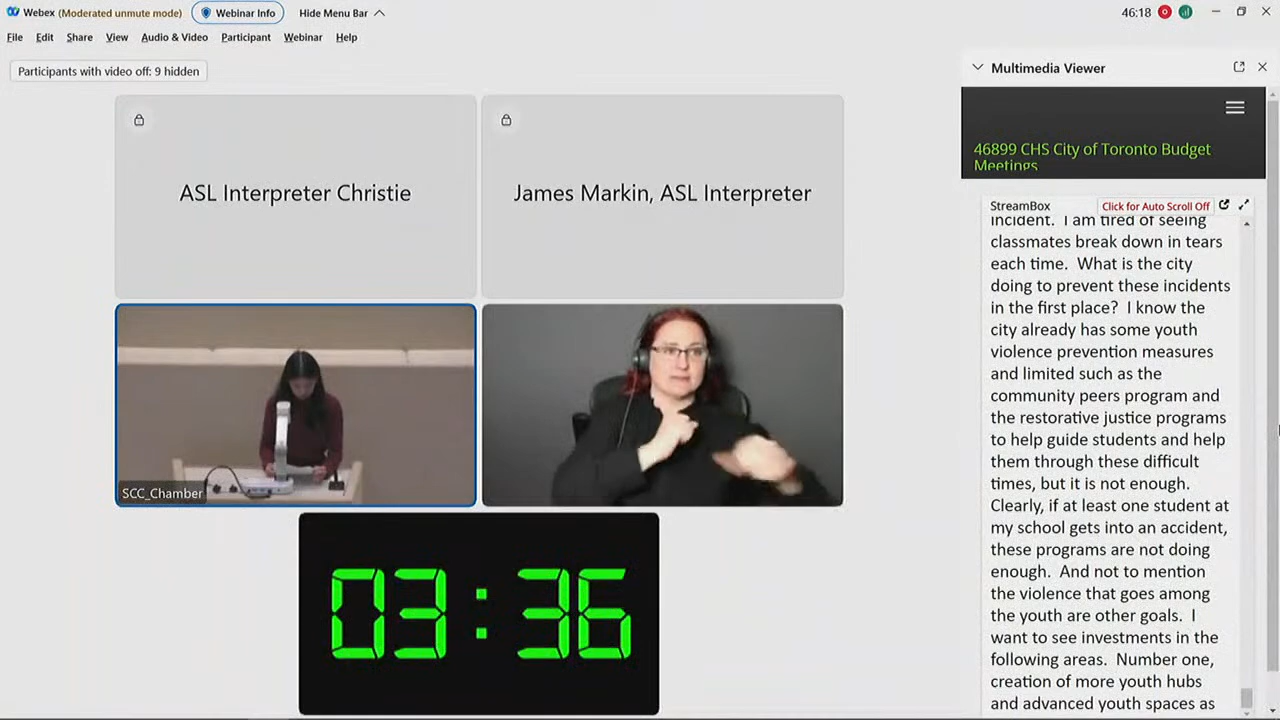 Webex (Moderated unmute mode) Webinar Info Hide Menu Bar 46:18
File Edit Share View Audio & Video Participant Webinar Help
Participants with video off: 9 hidden
Multimedia Viewer
ASL Interpreter Christie
James Markin, ASL Interpreter
SCC_Chamber
03:36
46899 CHS City of Toronto Budget
Meetings
StreamBox Click for Auto Scroll Off
incident. I am tired of seeing
classmates break down in tears
each time. What is the city
doing to prevent these incidents
in the first place? I know the
city already has some youth
violence prevention measures
and limited such as the
community peers program and
the restorative justice programs
to help guide students and help
them through these difficult
times, but it is not enough.
Clearly, if at least one student at
my school gets into an accident,
these programs are not doing
enough. And not to mention
the violence that goes among
the youth are other goals. I
want to see investments in the
following areas. Number one,
creation of more youth hubs
and advanced youth spaces as